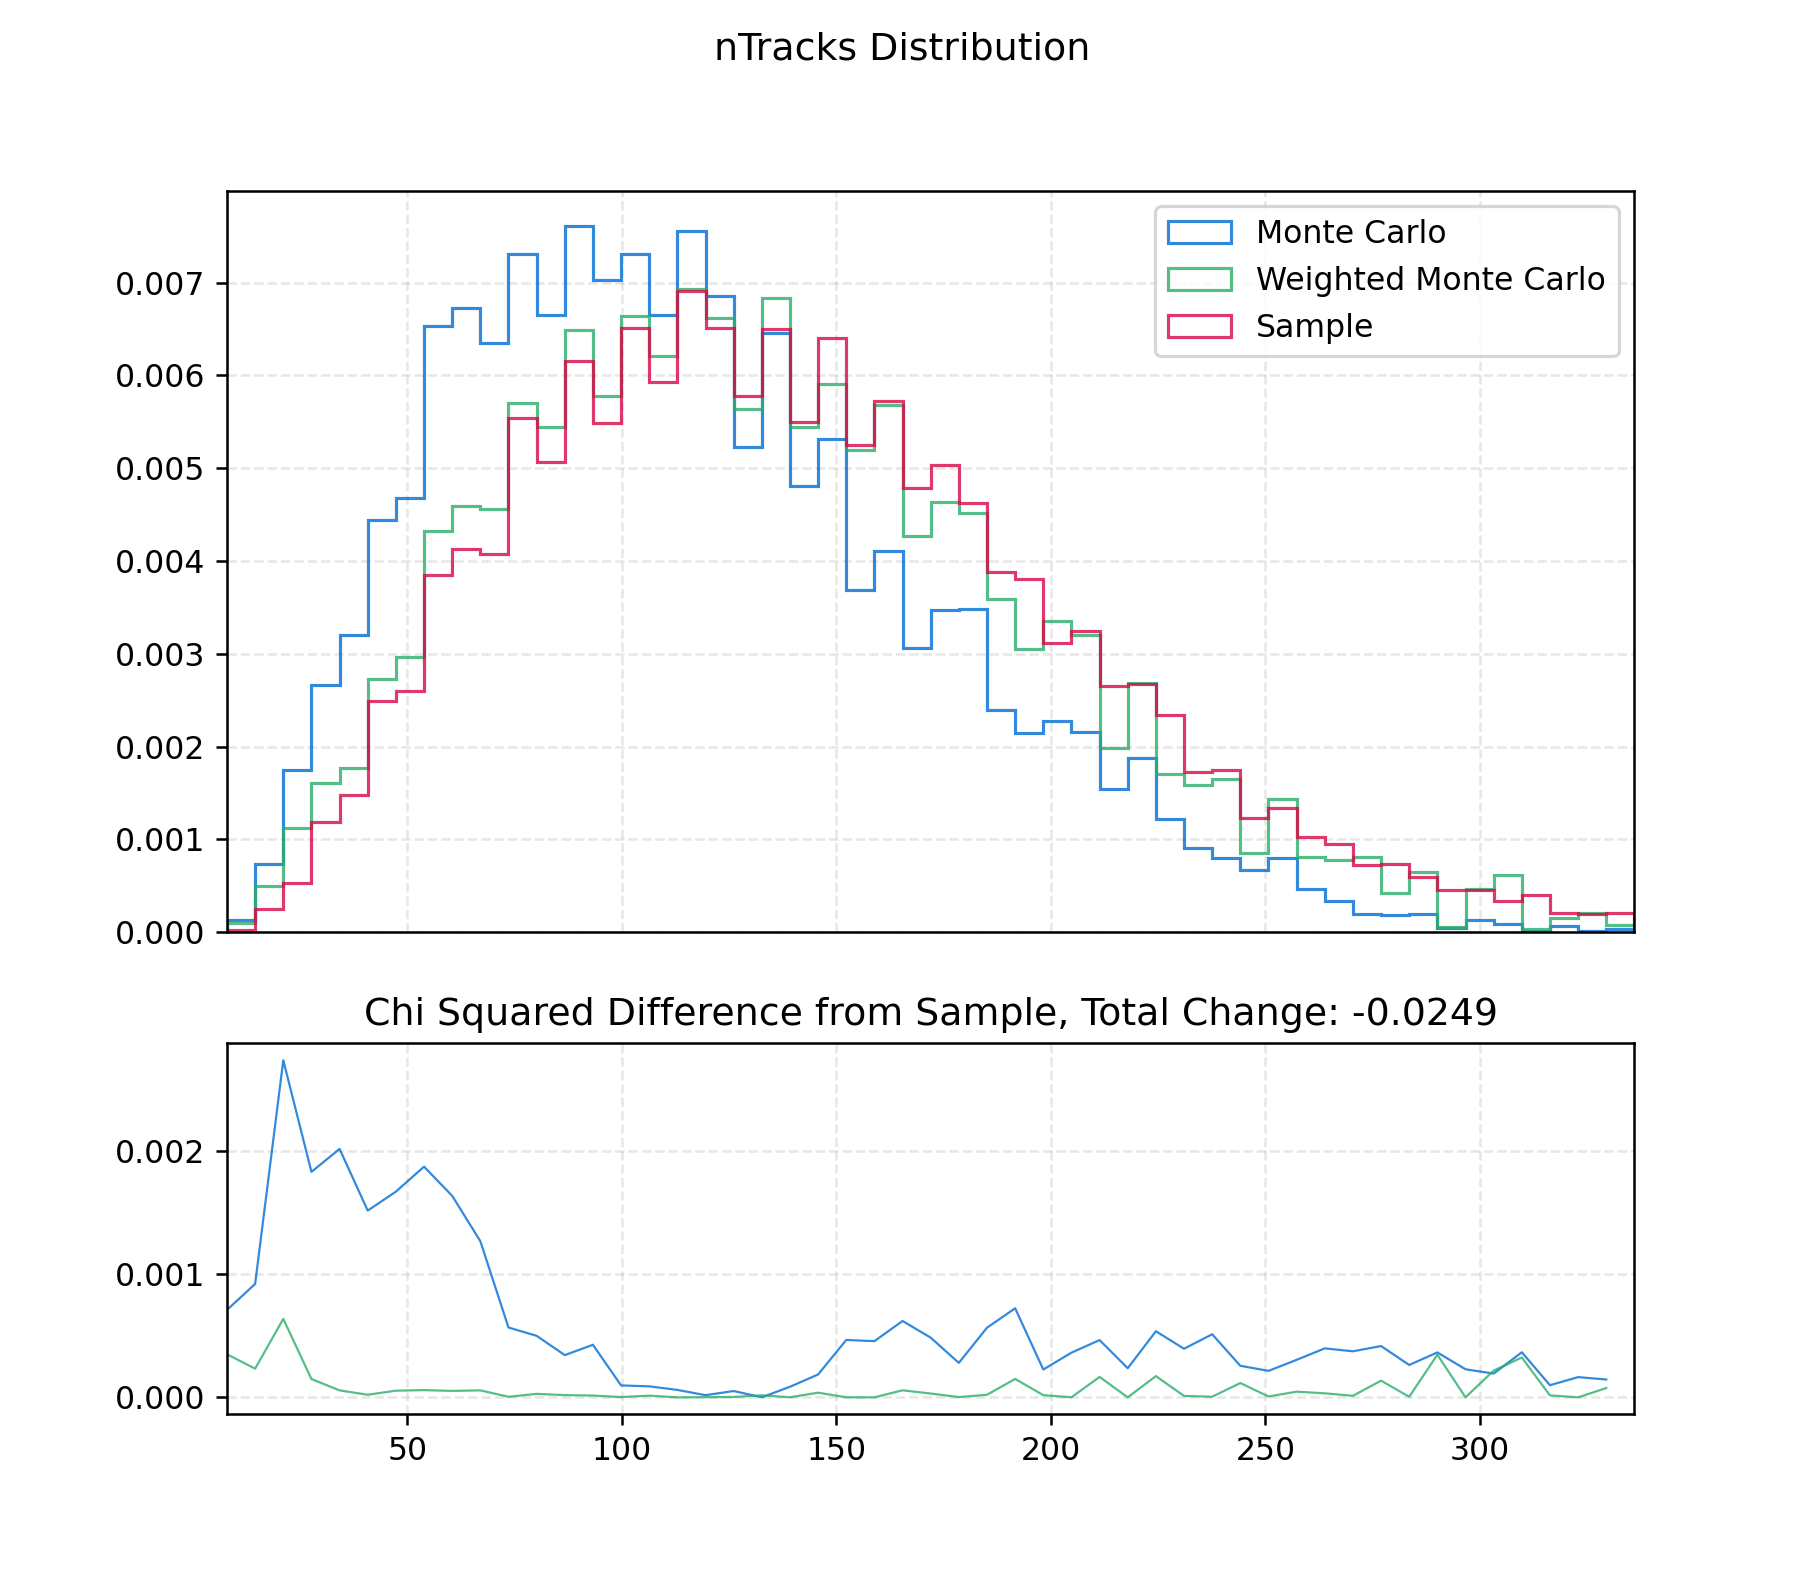 nTracks Distribution
Monte Carlo
Weighted Monte Carlo
Sample
0.007
0.006
0.005
0.004
0.003
0.002
0.001
0.000
Chi Squared Difference from Sample, Total Change: -0.0249
0.002
0.001
0.000
50 100 150 200 250 300